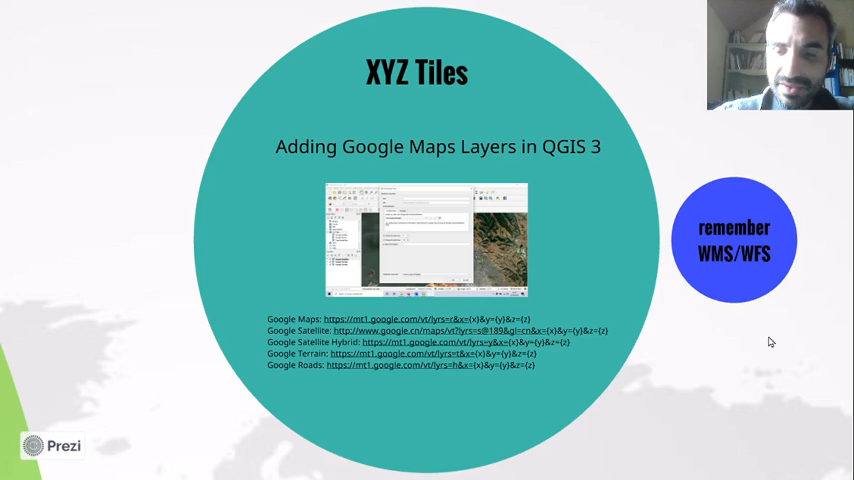 XYZ Tiles
Adding Google Maps Layers in QGIS 3
remember
WMS/WFS
Google Maps: https://mt1.google.com/vt/lyrs=r&x={x}&y={y}&z={z}
Google Satellite: http://www.google.cn/maps/vt?lyrs=s@189&gl=cn&x={x}&y={y}&z={z}
Google Satellite Hybrid: https://mt1.google.com/vt/lyrs=y&x={x}&y={y}&z={z}
Google Terrain: https://mt1.google.com/vt/lyrs=t&x={x}&y={y}&z={z}
Google Roads: https://mt1.google.com/vt/lyrs=h&x={x}&y={y}&z={z}
Prezi